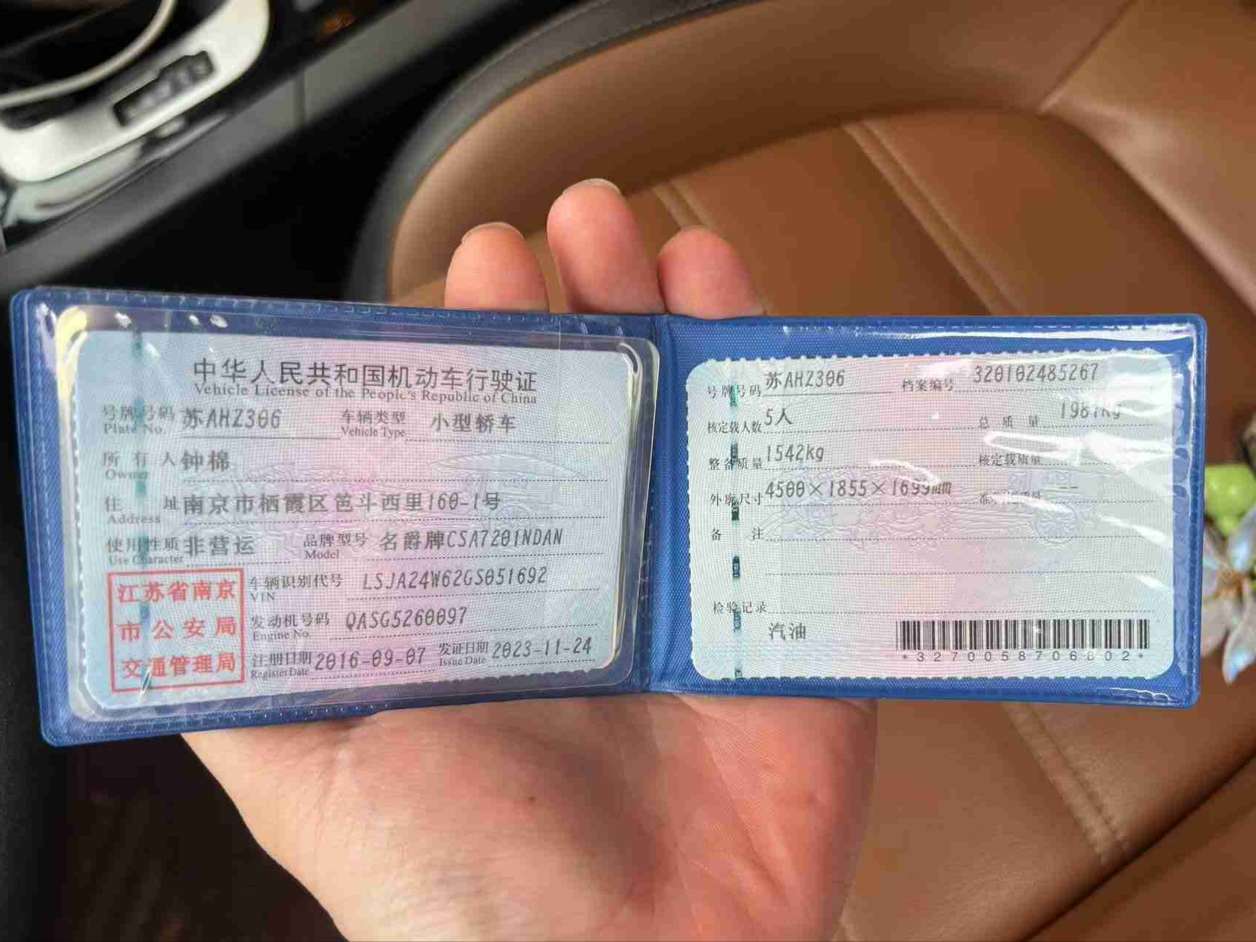 中华人民共和国机动车行驶证
Vehicle License of the People's Republic of China
号牌号码 苏AHZ306 车辆类型 小型轿车
Plate No. Vehicle Type
所有人 钟棉
Owner
住址 南京市栖霞区笆斗西里160-1号
Address
使用性质 非营运 品牌型号 名爵牌CSA7201NDAN
Use Character Model
江苏省南京
市公安局
交通管理局
车辆识别代号 LSJA24W62GS051692
VIN
发动机号码 QASG5260097
Engine No.
注册日期 2016-09-07 发证日期 2023-11-24
Register Date Issue Date
号牌号码 苏AHZ306 档案编号 320102485267
核定载人数 5人 总质量 1981kg
整备质量 1542kg 核定载质量
外廓尺寸 4500×1855×1699mm ---
备注
检验记录
汽油
*3270058706802*